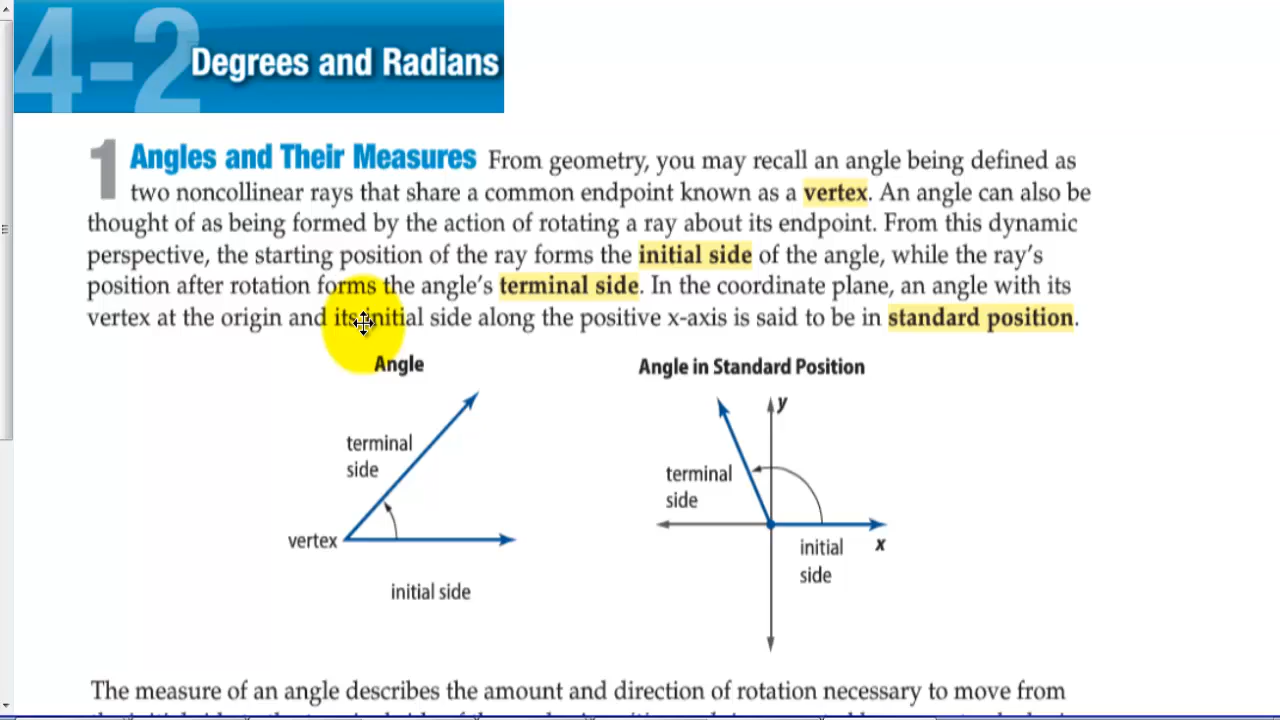 4-2 Degrees and Radians
1 Angles and Their Measures From geometry, you may recall an angle being defined as
two noncollinear rays that share a common endpoint known as a vertex. An angle can also be
thought of as being formed by the action of rotating a ray about its endpoint. From this dynamic
perspective, the starting position of the ray forms the initial side of the angle, while the ray's
position after rotation forms the angle's terminal side. In the coordinate plane, an angle with its
vertex at the origin and its initial side along the positive x-axis is said to be in standard position.
Angle
terminal
side
vertex
initial side
Angle in Standard Position
y
terminal
side
initial
side
x
The measure of an angle describes the amount and direction of rotation necessary to move from